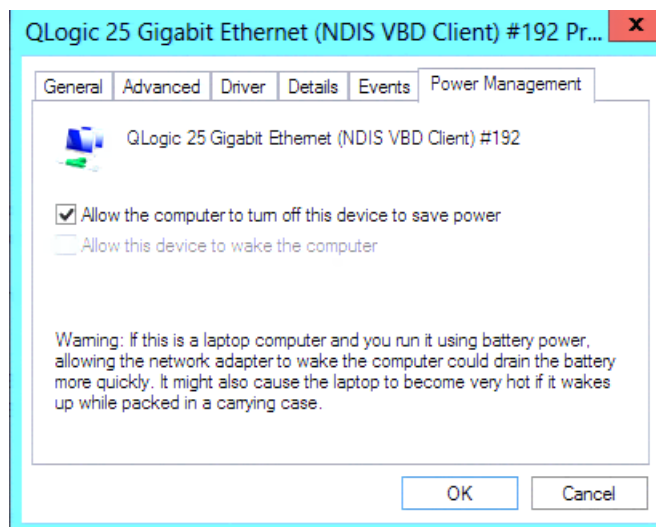 QLogic 25 Gigabit Ethernet (NDIS VBD Client) #192 Pr... x
General Advanced Driver Details Events Power Management
QLogic 25 Gigabit Ethernet (NDIS VBD Client) #192
Allow the computer to turn off this device to save power
Allow this device to wake the computer
Warning: If this is a laptop computer and you run it using battery power,
allowing the network adapter to wake the computer could drain the battery
more quickly. It might also cause the laptop to become very hot if it wakes
up while packed in a carrying case.
OK Cancel